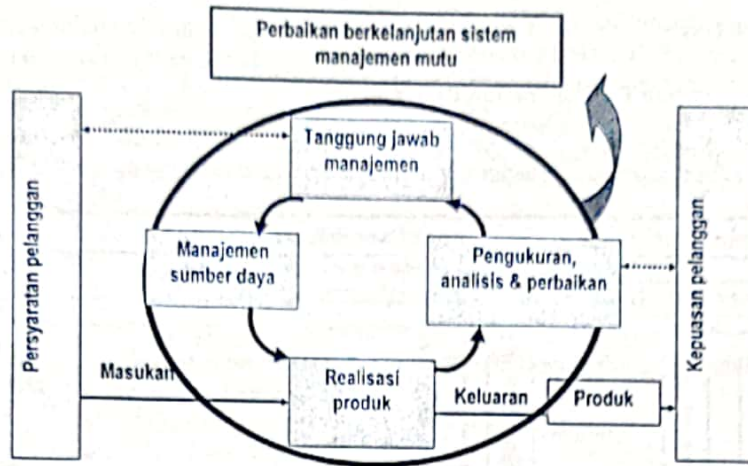 Perbaikan berkelanjutan sistem
manajemen mutu
Persyaratan pelanggan
Tanggung jawab
manajemen
Manajemen
sumber daya
Pengukuran,
analisis & perbaikan
Kepuasan pelanggan
Masukan
Realisasi
produk
Keluaran
Produk